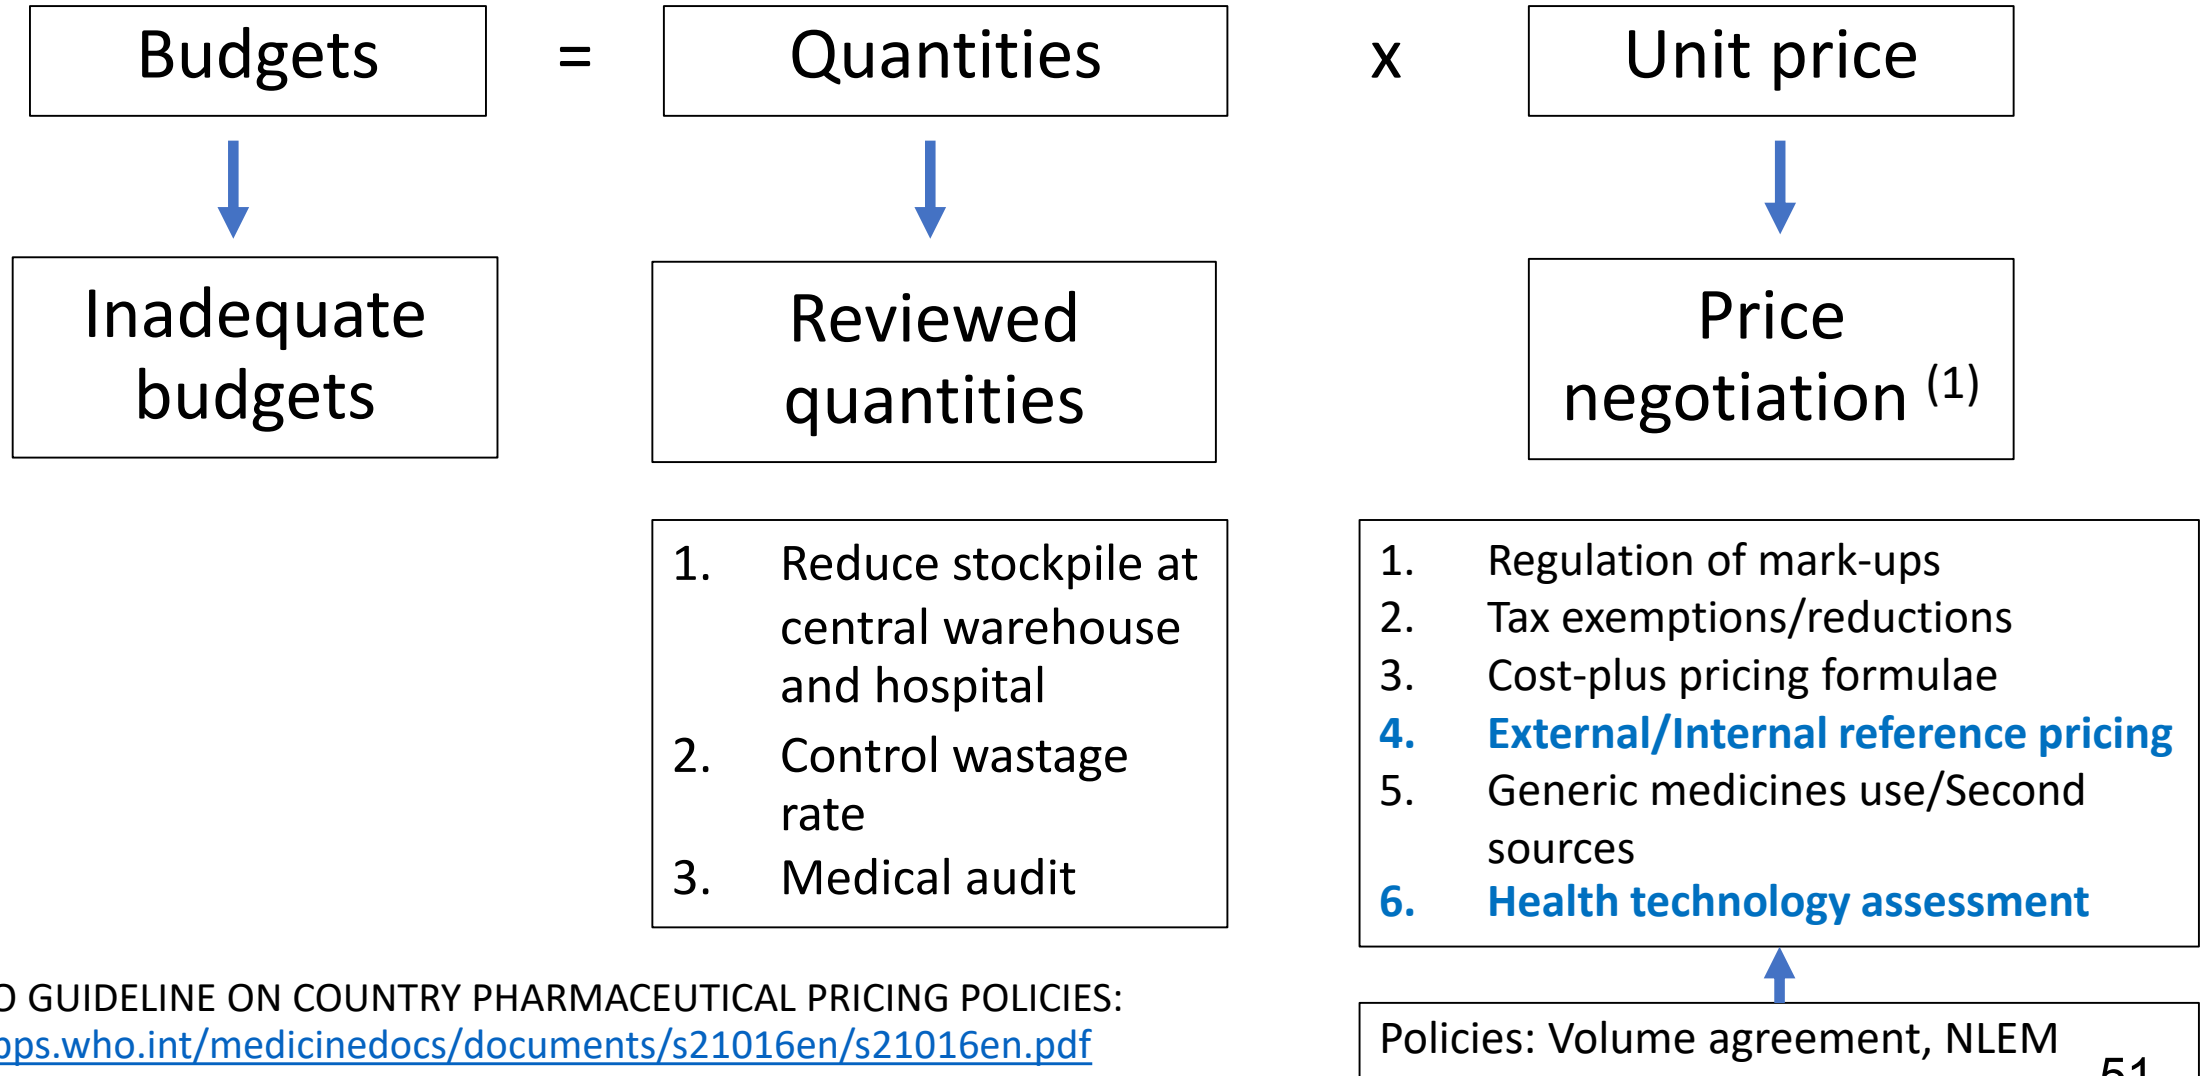 Budgets = Quantities x Unit price
Inadequate
budgets
Reviewed
quantities
Price
negotiation (1)
1. Reduce stockpile at
central warehouse
and hospital
2. Control wastage
rate
3. Medical audit
1. Regulation of mark-ups
2. Tax exemptions/reductions
3. Cost-plus pricing formulae
4. External/Internal reference pricing
5. Generic medicines use/Second
sources
6. Health technology assessment
O GUIDELINE ON COUNTRY PHARMACEUTICAL PRICING POLICIES:
pps.who.int/medicinedocs/documents/s21016en/s21016en.pdf
Policies: Volume agreement, NLEM
51